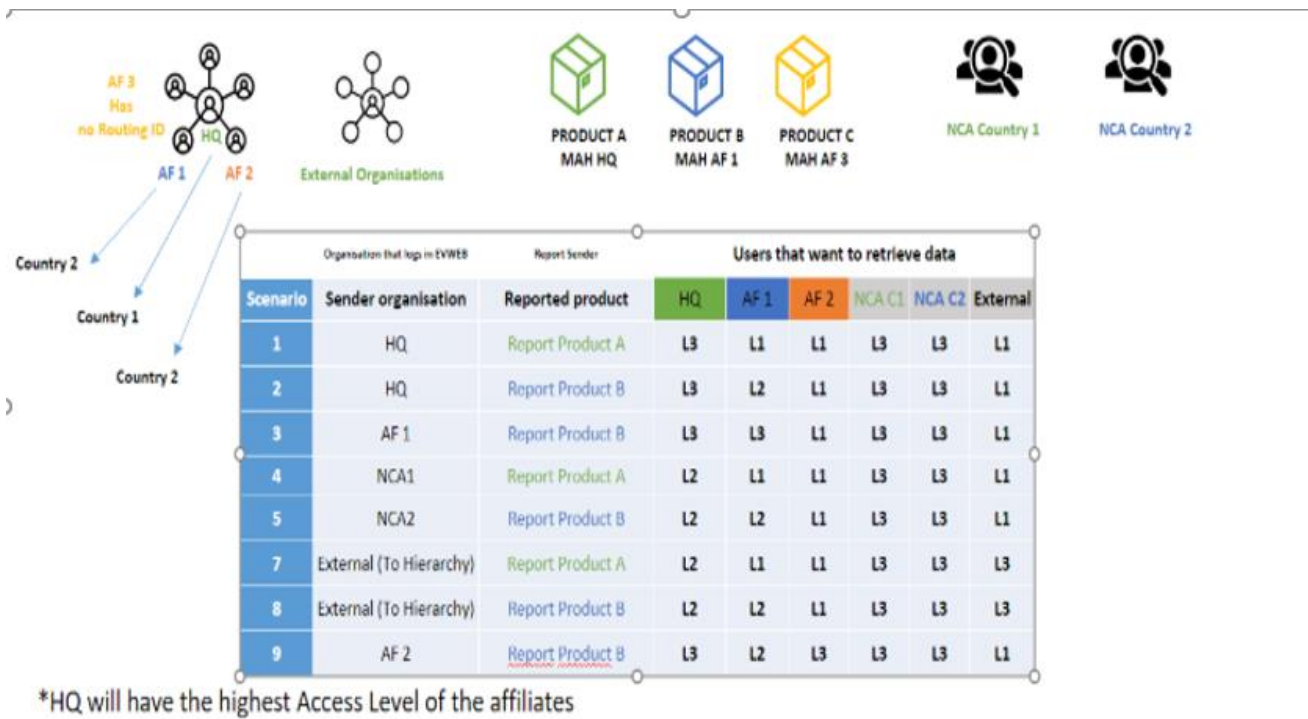 AF 3
Has
no Routing ID
HQ
AF 1
AF 2
External Organisations
PRODUCT A
MAH HQ
PRODUCT B
MAH AF 1
PRODUCT C
MAH AF 3
NCA Country 1
NCA Country 2
Country 2
Country 1
Country 2
Organisation that logs in EVWEB Report Sender Users that want to retrieve data
Scenario Sender organisation Reported product HQ AF 1 AF 2 NCA C1 NCA C2 External
1 HQ Report Product A L3 L1 L1 L3 L3 L1
2 HQ Report Product B L3 L2 L1 L3 L3 L1
3 AF 1 Report Product B L3 L3 L1 L3 L3 L1
4 NCA1 Report Product A L2 L1 L1 L3 L3 L1
5 NCA2 Report Product B L2 L2 L1 L3 L3 L1
7 External (To Hierarchy) Report Product A L2 L1 L1 L3 L3 L3
8 External (To Hierarchy) Report Product B L2 L2 L1 L3 L3 L3
9 AF 2 Report Product B L3 L2 L3 L3 L3 L1
*HQ will have the highest Access Level of the affiliates